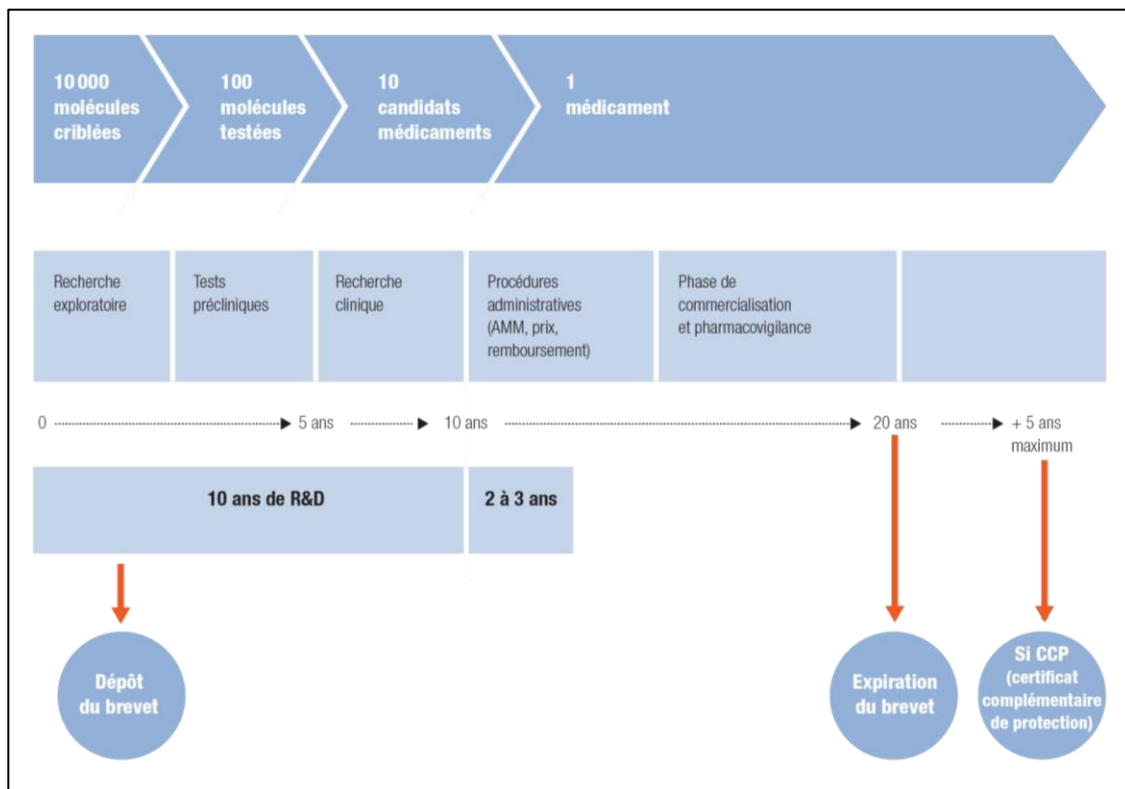 10 000
molécules
criblées
100
molécules
testées
10
candidats
médicaments
1
médicament
Recherche
exploratoire
Tests
précliniques
Recherche
clinique
Procédures
administratives
(AMM, prix,
remboursement)
Phase de
commercialisation
et pharmacovigilance
0
5 ans
10 ans
20 ans
+ 5 ans
maximum
10 ans de R&D
2 à 3 ans
Dépôt
du brevet
Expiration
du brevet
Si CCP
(certificat
complémentaire
de protection)